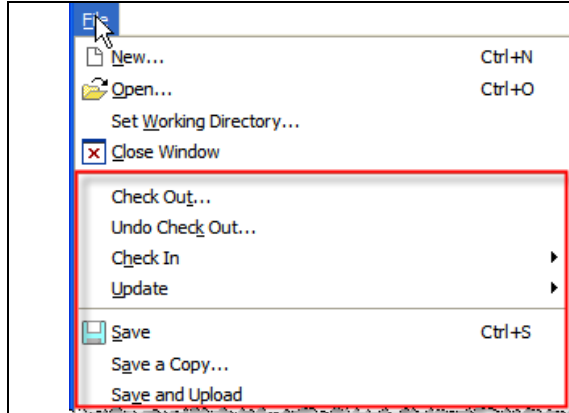 File
New... Ctrl+N
Open... Ctrl+O
Set Working Directory...
Close Window
Check Out...
Undo Check Out...
Check In
Update
Save Ctrl+S
Save a Copy...
Save and Upload